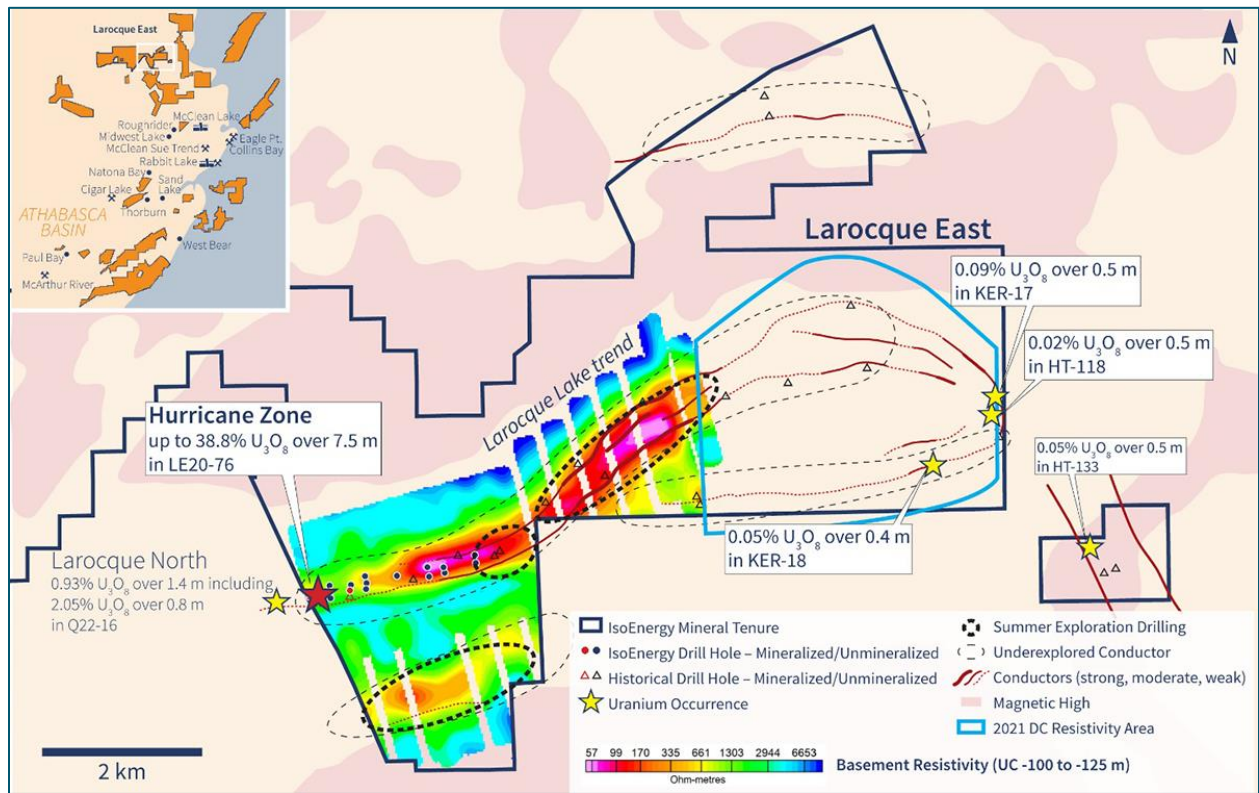 Larocque East
McClean Lake
Roughrider
Midwest Lake
McClean Sue Trend
Eagle Pt.
Collins Bay
Rabbit Lake
Natona Bay
Sand
Lake
Cigar Lake
Thorburn
ATHABASCA
BASIN
West Bear
Paul Bay
McArthur River
N
Larocque East
0.09% U₃O₈ over 0.5 m
in KER-17
0.02% U₃O₈ over 0.5 m
in HT-118
Larocque Lake trend
Hurricane Zone
up to 38.8% U₃O₈ over 7.5 m
in LE20-76
0.05% U₃O₈ over 0.5 m
in HT-133
0.05% U₃O₈ over 0.4 m
in KER-18
Larocque North
0.93% U₃O₈ over 1.4 m including
2.05% U₃O₈ over 0.8 m
in Q22-16
IsoEnergy Mineral Tenure
IsoEnergy Drill Hole – Mineralized/Unmineralized
Historical Drill Hole – Mineralized/Unmineralized
Uranium Occurrence
Summer Exploration Drilling
Underexplored Conductor
Conductors (strong, moderate, weak)
Magnetic High
2021 DC Resistivity Area
57 99 170 335 661 1303 2944 6653
Ohm-metres
Basement Resistivity (UC -100 to -125 m)
2 km